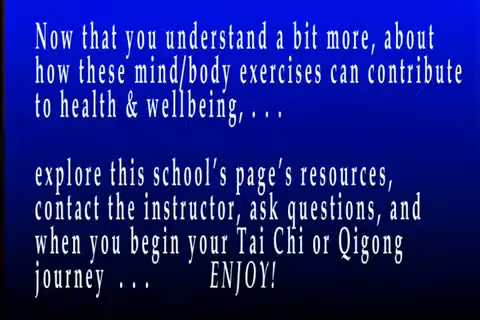 Now that you understand a bit more, about
how these mind/body exercises can contribute
to health & wellbeing, . . .
explore this school's page's resources,
contact the instructor, ask questions, and
when you begin your Tai Chi or Qigong
journey . . . ENJOY!